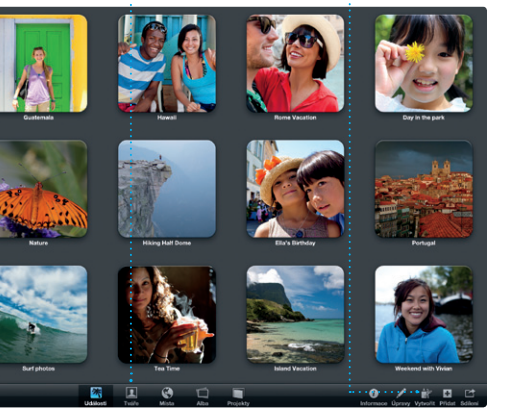 Guatemala Hawaii Rome Vacation Day in the park
Nature Hiking Half Dome Ella's Birthday Portugal
Surf photos Tea Time Island Vacation Weekend with Vivian
Události Tváře Místa Alba Projekty Informace Úpravy Vytvořit Přidat Sdílení